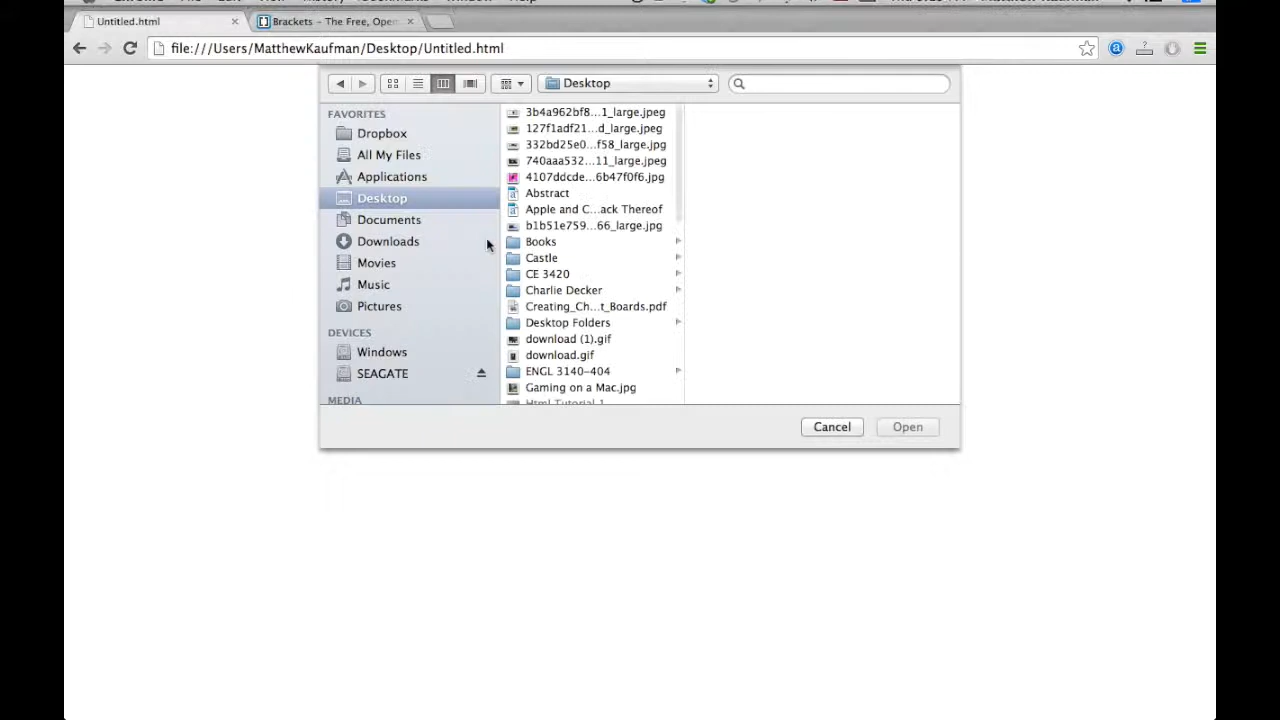 Untitled.html
Brackets – The Free, Open
file:///Users/MatthewKaufman/Desktop/Untitled.html
Desktop
FAVORITES
Dropbox
All My Files
Applications
Desktop
Documents
Downloads
Movies
Music
Pictures
DEVICES
Windows
SEAGATE
MEDIA
3b4a962bf8...1_large.jpeg
127f1adf21...d_large.jpeg
332bd25e0...f58_large.jpg
740aaa532...11_large.jpeg
4107ddcde...6b47f0f6.jpg
Abstract
Apple and C...ack Thereof
b1b51e759...66_large.jpg
Books
Castle
CE 3420
Charlie Decker
Creating_Ch...t_Boards.pdf
Desktop Folders
download (1).gif
download.gif
ENGL 3140-404
Gaming on a Mac.jpg
Html Tutorial 1
Cancel
Open